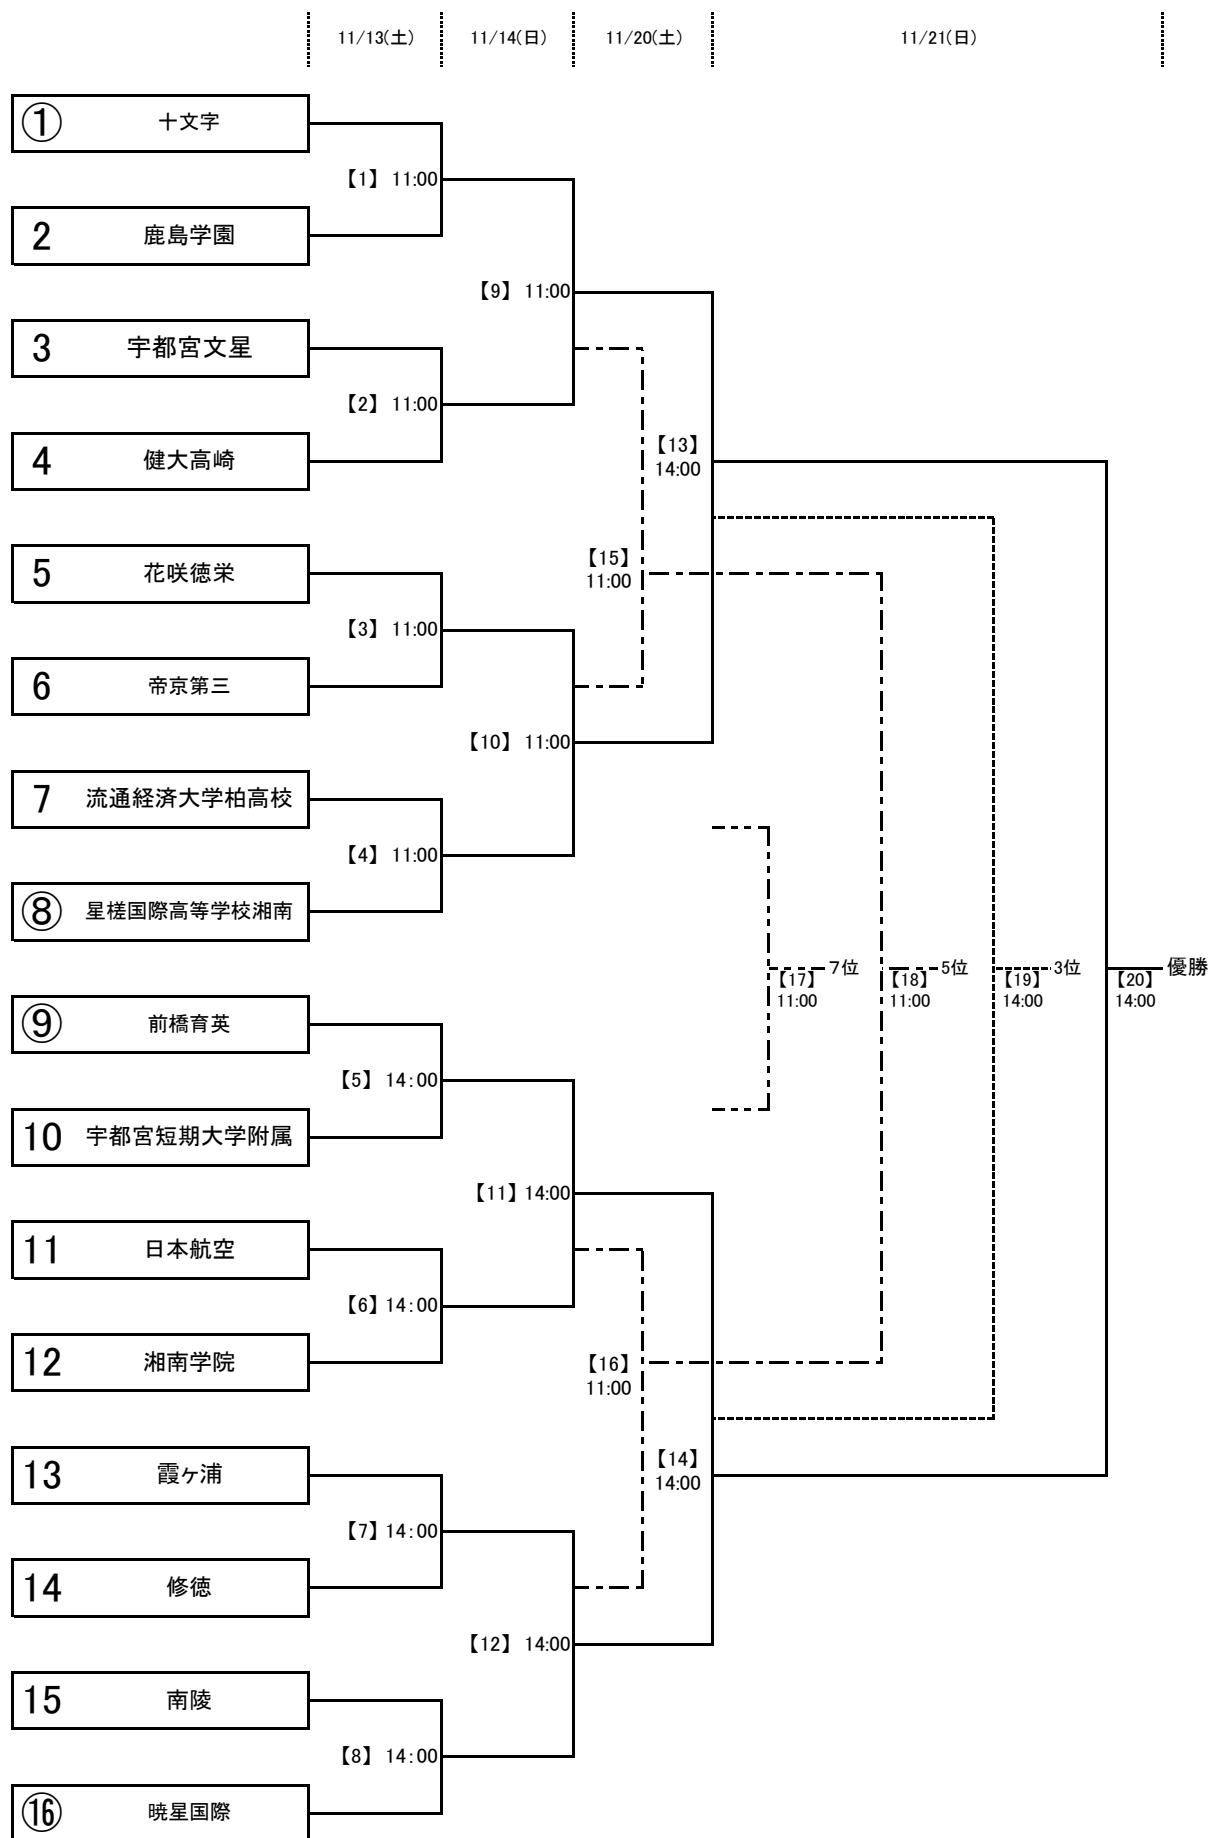 11/13(土) 11/14(日) 11/20(土) 11/21(日)
① 十文字
【1】 11:00
2 鹿島学園
【9】 11:00
3 宇都宮文星
【2】 11:00
4 健大高崎
【13】
14:00
5 花咲徳栄
【15】
11:00
【3】 11:00
6 帝京第三
【10】 11:00
7 流通経済大学柏高校
【4】 11:00
⑧ 星槎国際高等学校湘南
7位 5位 3位 優勝
【17】 【18】 【19】 【20】
11:00 11:00 14:00 14:00
⑨ 前橋育英
【5】 14:00
10 宇都宮短期大学附属
【11】 14:00
11 日本航空
【6】 14:00
12 湘南学院
【16】
11:00
【14】
14:00
13 霞ヶ浦
【7】 14:00
14 修徳
【12】 14:00
15 南陵
【8】 14:00
⑯ 暁星国際